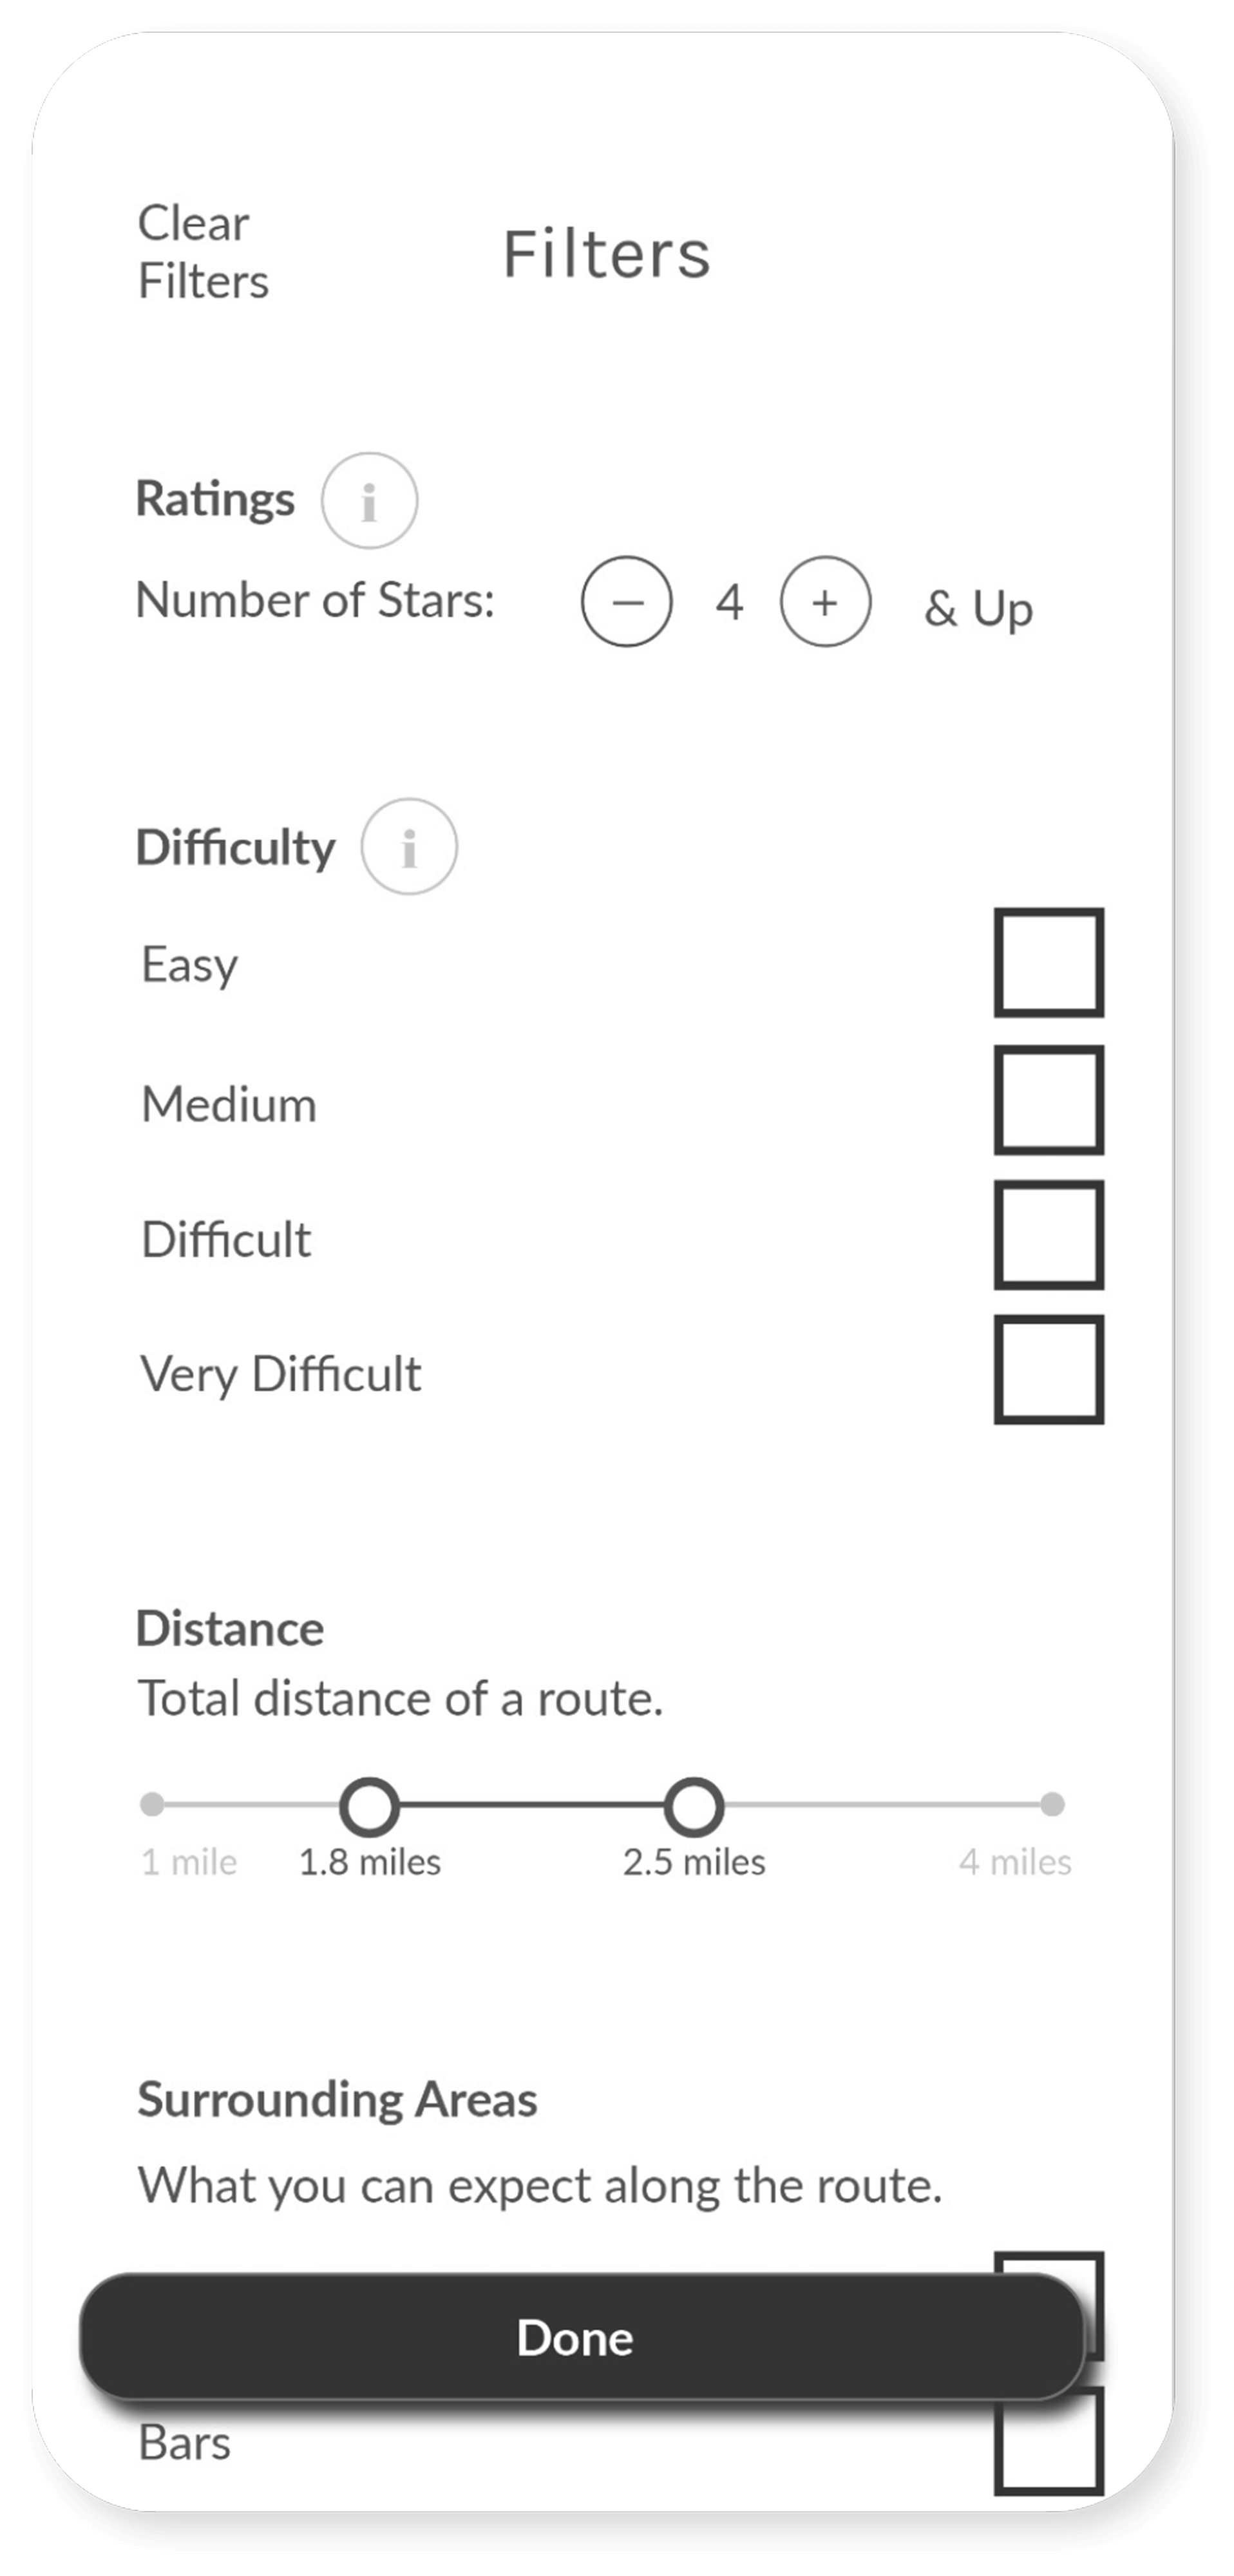 Clear
Filters
Filters
Ratings i
Number of Stars: − 4 + & Up
Difficulty i
Easy
Medium
Difficult
Very Difficult
Distance
Total distance of a route.
1 mile 1.8 miles 2.5 miles 4 miles
Surrounding Areas
What you can expect along the route.
Done
Bars